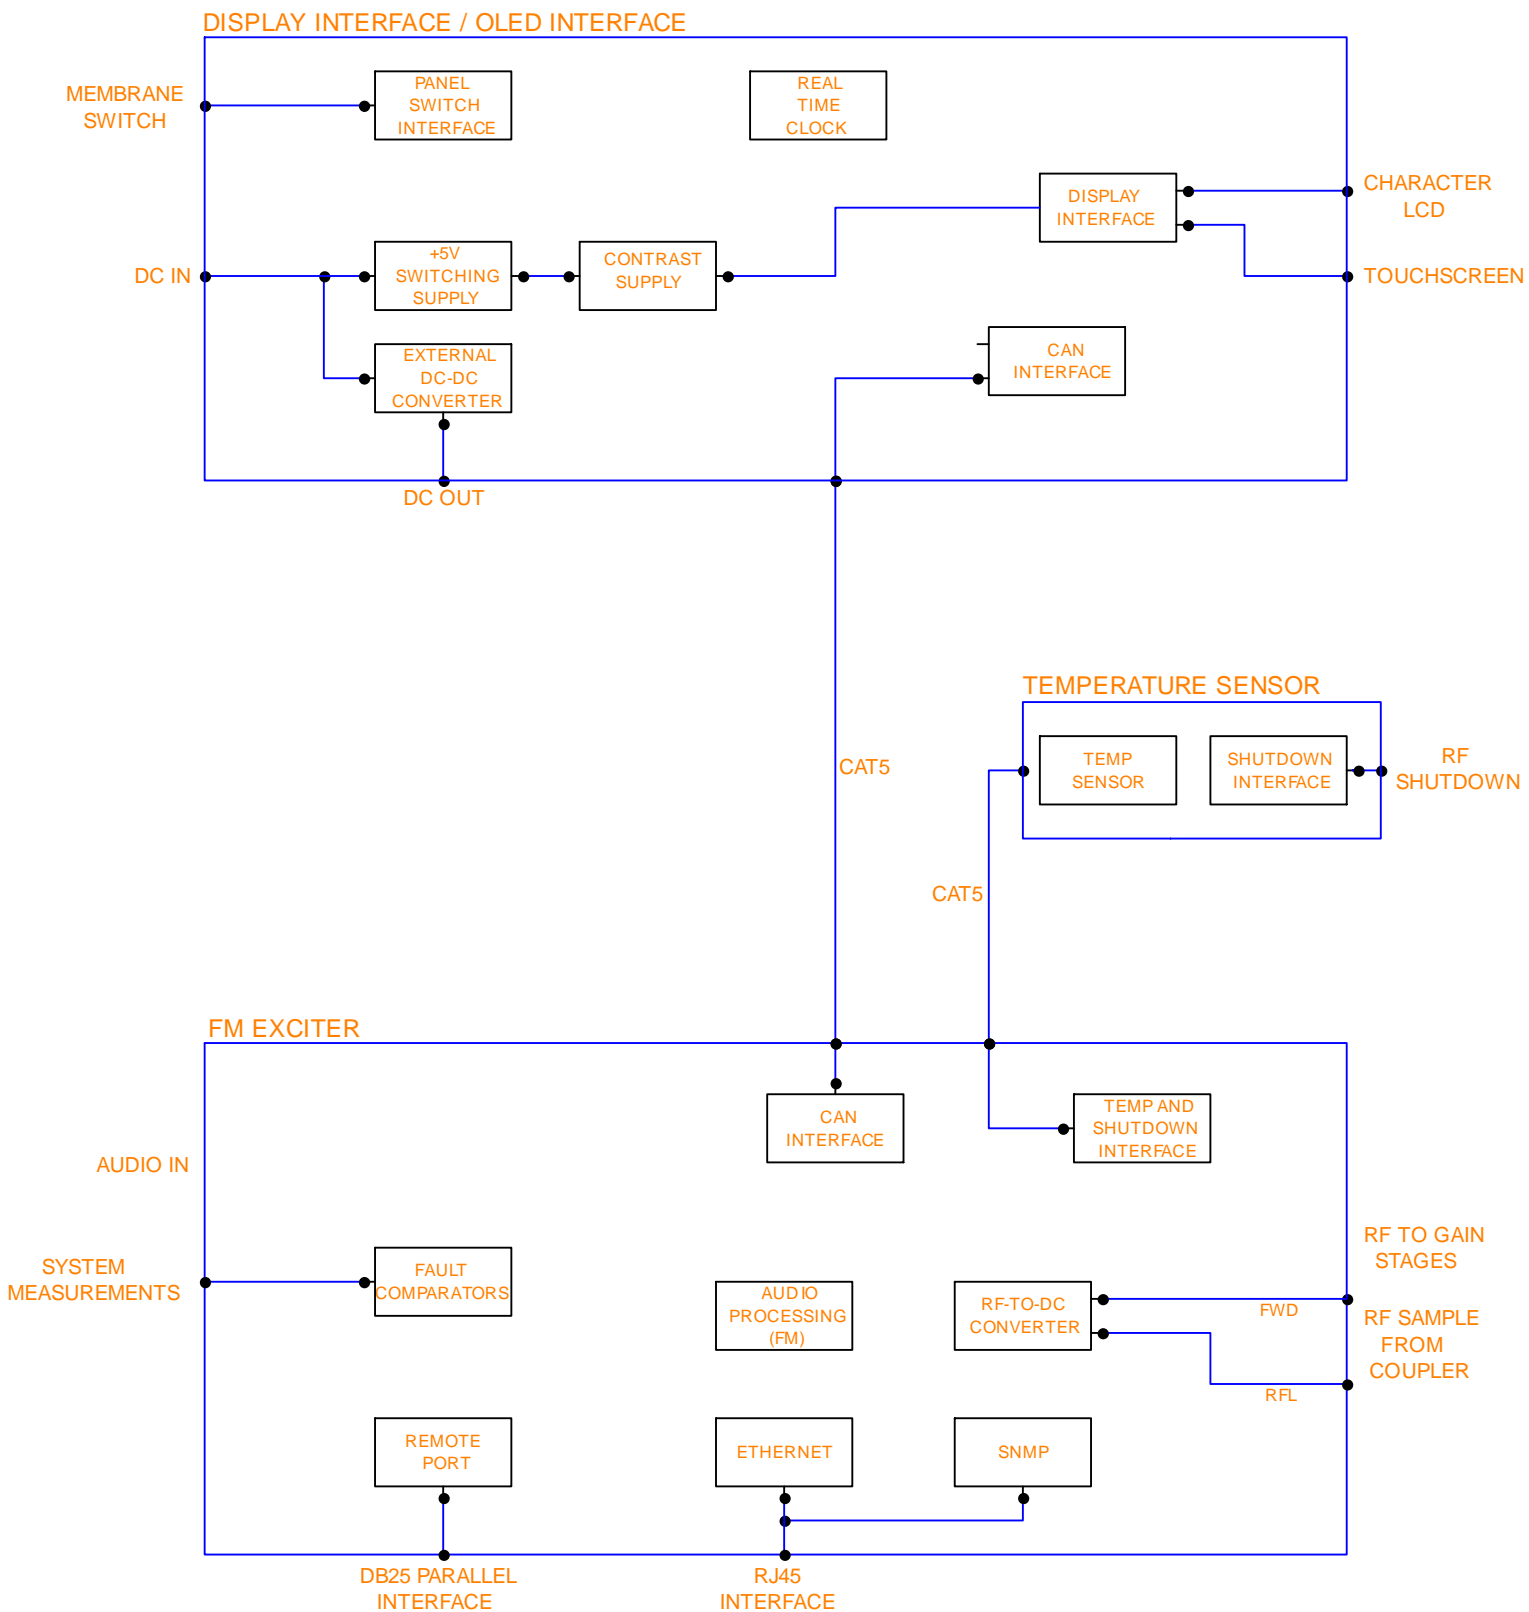 DISPLAY INTERFACE / OLED INTERFACE
MEMBRANE
SWITCH
PANEL
SWITCH
INTERFACE
REAL
TIME
CLOCK
DISPLAY
INTERFACE
CHARACTER
LCD
DC IN
+5V
SWITCHING
SUPPLY
CONTRAST
SUPPLY
TOUCHSCREEN
EXTERNAL
DC-DC
CONVERTER
CAN
INTERFACE
DC OUT
TEMPERATURE SENSOR
CAT5
TEMP
SENSOR
SHUTDOWN
INTERFACE
RF
SHUTDOWN
CAT5
FM EXCITER
CAN
INTERFACE
TEMP AND
SHUTDOWN
INTERFACE
AUDIO IN
SYSTEM
MEASUREMENTS
FAULT
COMPARATORS
AUDIO
PROCESSING
(FM)
RF-TO-DC
CONVERTER
FWD
RFL
RF TO GAIN
STAGES
RF SAMPLE
FROM
COUPLER
REMOTE
PORT
ETHERNET
SNMP
DB25 PARALLEL
INTERFACE
RJ45
INTERFACE